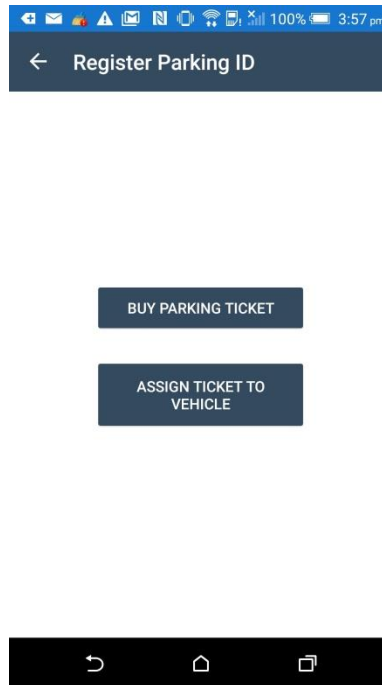 100% 3:57 pm
Register Parking ID
BUY PARKING TICKET
ASSIGN TICKET TO
VEHICLE